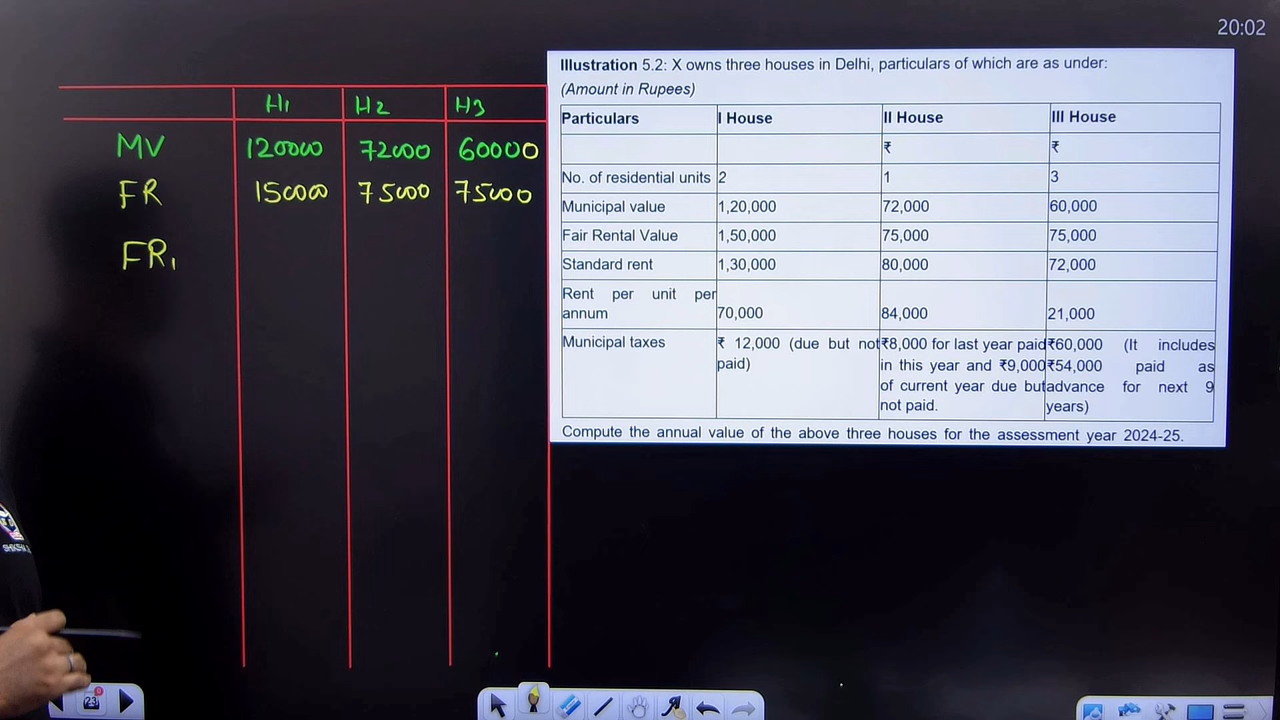 20:02
H1 H2 H3
MV 120000 72000 60000
FR 150000 75000 75000
FR1
Illustration 5.2: X owns three houses in Delhi, particulars of which are as under:
(Amount in Rupees)
Particulars I House II House III House
₹ ₹
No. of residential units 2 1 3
Municipal value 1,20,000 72,000 60,000
Fair Rental Value 1,50,000 75,000 75,000
Standard rent 1,30,000 80,000 72,000
Rent per unit per
annum 70,000 84,000 21,000
Municipal taxes ₹ 12,000 (due but not ₹8,000 for last year paid ₹60,000 (It includes
paid) in this year and ₹9,000 ₹54,000 paid as
of current year due but advance for next 9
not paid. years)
Compute the annual value of the above three houses for the assessment year 2024-25.
23